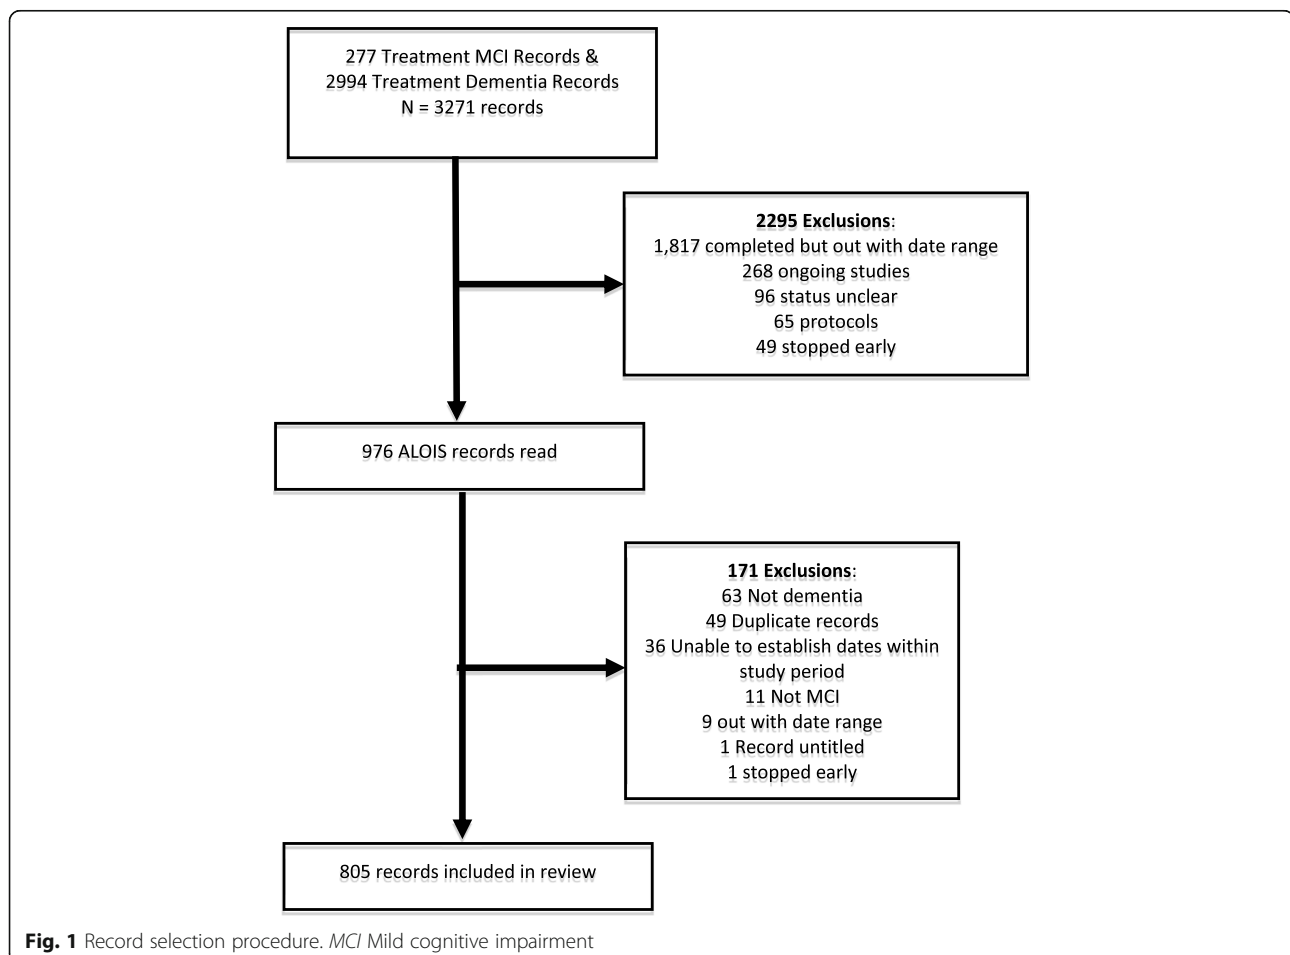 277 Treatment MCI Records &
2994 Treatment Dementia Records
N = 3271 records
2295 Exclusions:
1,817 completed but out with date range
268 ongoing studies
96 status unclear
65 protocols
49 stopped early
976 ALOIS records read
171 Exclusions:
63 Not dementia
49 Duplicate records
36 Unable to establish dates within
study period
11 Not MCI
9 out with date range
1 Record untitled
1 stopped early
805 records included in review
Fig. 1 Record selection procedure. MCI Mild cognitive impairment